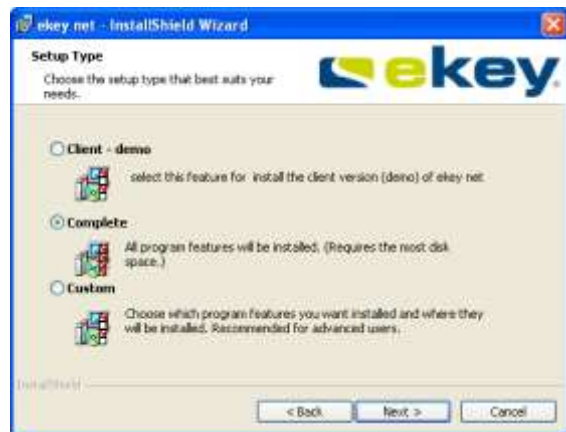 ekey net - InstallShield Wizard
Setup Type
Choose the setup type that best suits your
needs.
ekey
Client - demo
select this feature for install the client version (demo) of ekey net
Complete
All program features will be installed. (Requires the most disk
space.)
Custom
Choose which program features you want installed and where they
will be installed. Recommended for advanced users.
InstallShield
< Back
Next >
Cancel